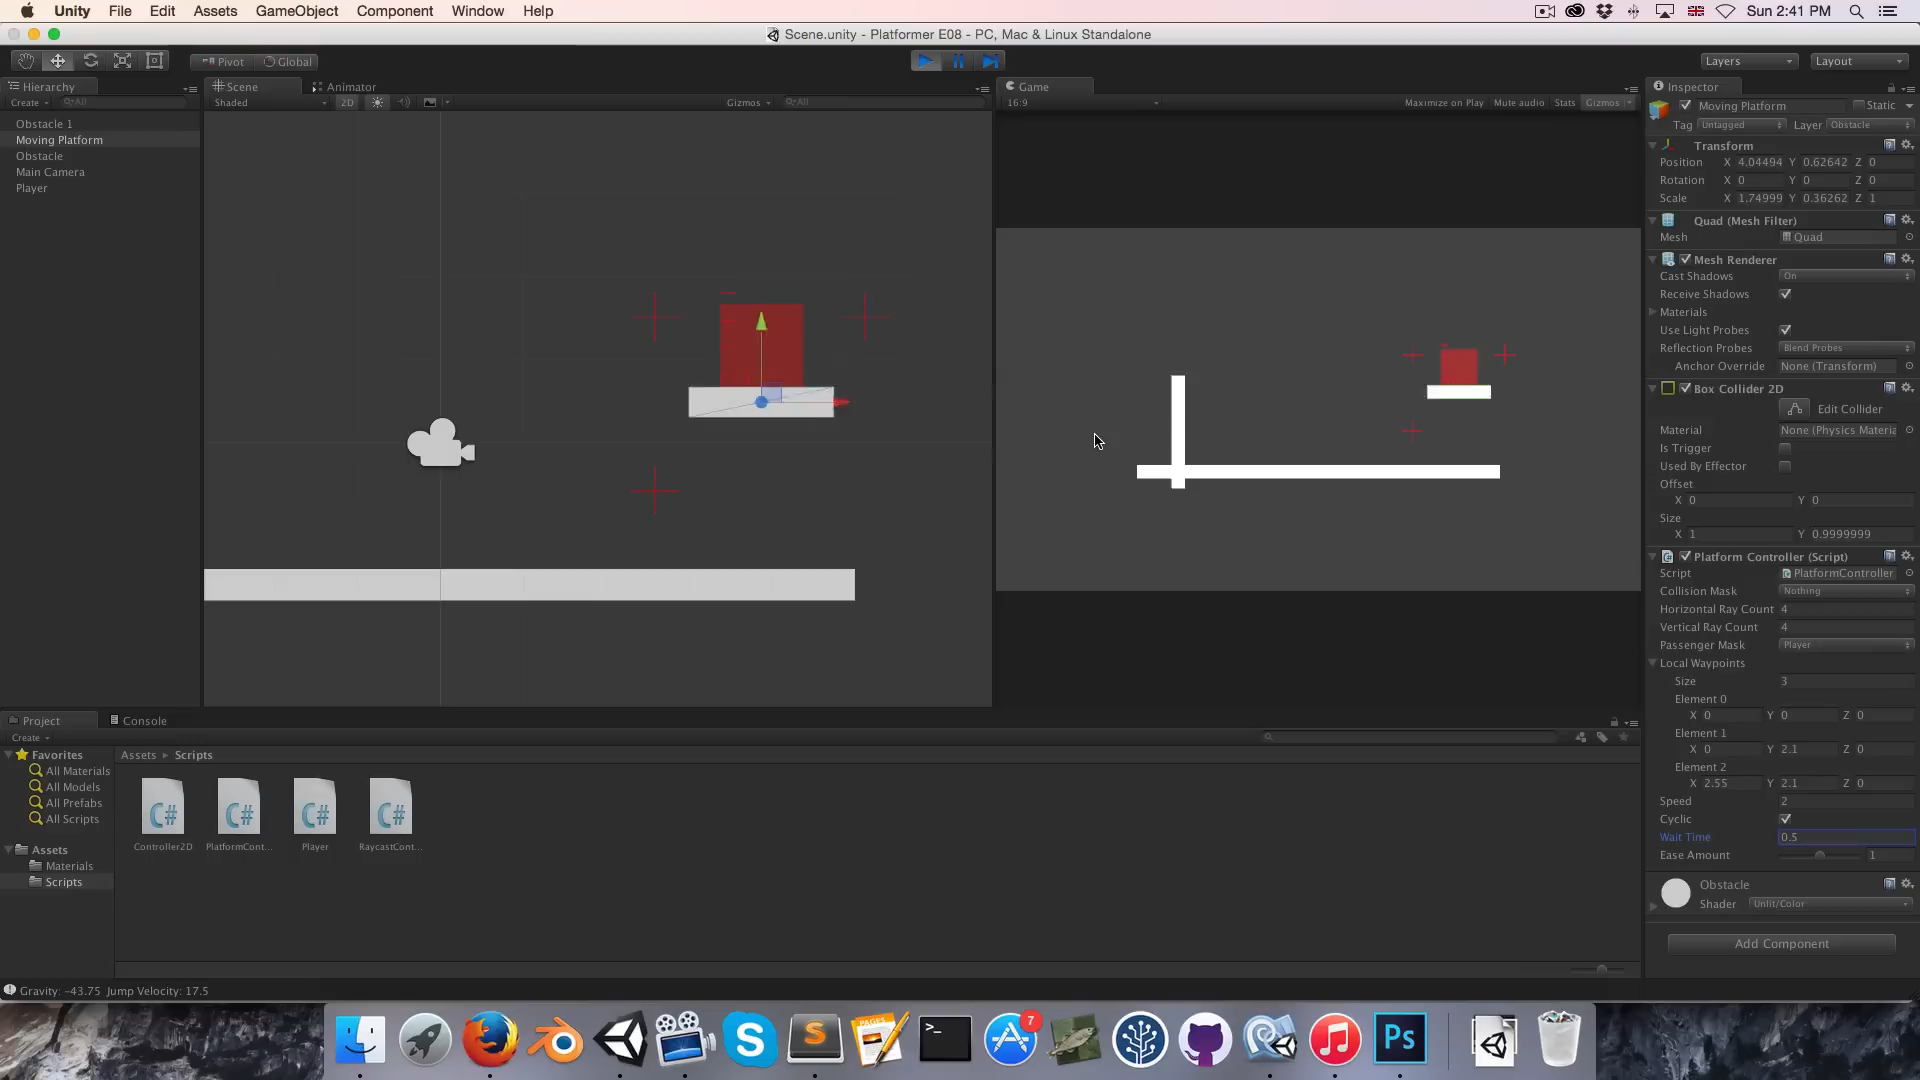 Unity File Edit Assets GameObject Component Window Help Sun 2:41 PM
Scene.unity - Platformer E08 - PC, Mac & Linux Standalone
Pivot Global Layers Layout
Hierarchy Scene Animator Game Inspector
Create All Shaded 2D Gizmos All 16:9 Maximize on Play Mute audio Stats Gizmos
Moving Platform Static
Tag Untagged Layer Obstacle
Obstacle 1
Moving Platform
Obstacle
Main Camera
Player
Transform
Position X 4.04494 Y 0.62642 Z 0
Rotation X 0 Y 0 Z 0
Scale X 1.74999 Y 0.36262 Z 1
Quad (Mesh Filter)
Mesh Quad
Mesh Renderer
Cast Shadows On
Receive Shadows
Materials
Use Light Probes
Reflection Probes Blend Probes
Anchor Override None (Transform)
Box Collider 2D
Edit Collider
Material None (Physics Materia
Is Trigger
Used By Effector
Offset
X 0 Y 0
Size
X 1 Y 0.9999999
Platform Controller (Script)
Script PlatformController
Collision Mask Nothing
Horizontal Ray Count 4
Vertical Ray Count 4
Passenger Mask Player
Local Waypoints
Size 3
Element 0
X 0 Y 0 Z 0
Element 1
X 0 Y 2.1 Z 0
Element 2
X 2.55 Y 2.1 Z 0
Speed 2
Cyclic
Wait Time 0.5
Ease Amount 1
Obstacle
Shader Unlit/Color
Add Component
Project Console
Create
Favorites
All Materials
All Models
All Prefabs
All Scripts
Assets
Materials
Scripts
Assets Scripts
C# C# C# C#
Controller2D PlatformCont... Player RaycastCont...
Gravity: -43.75 Jump Velocity: 17.5
S S PAGES >_ 7 Ps